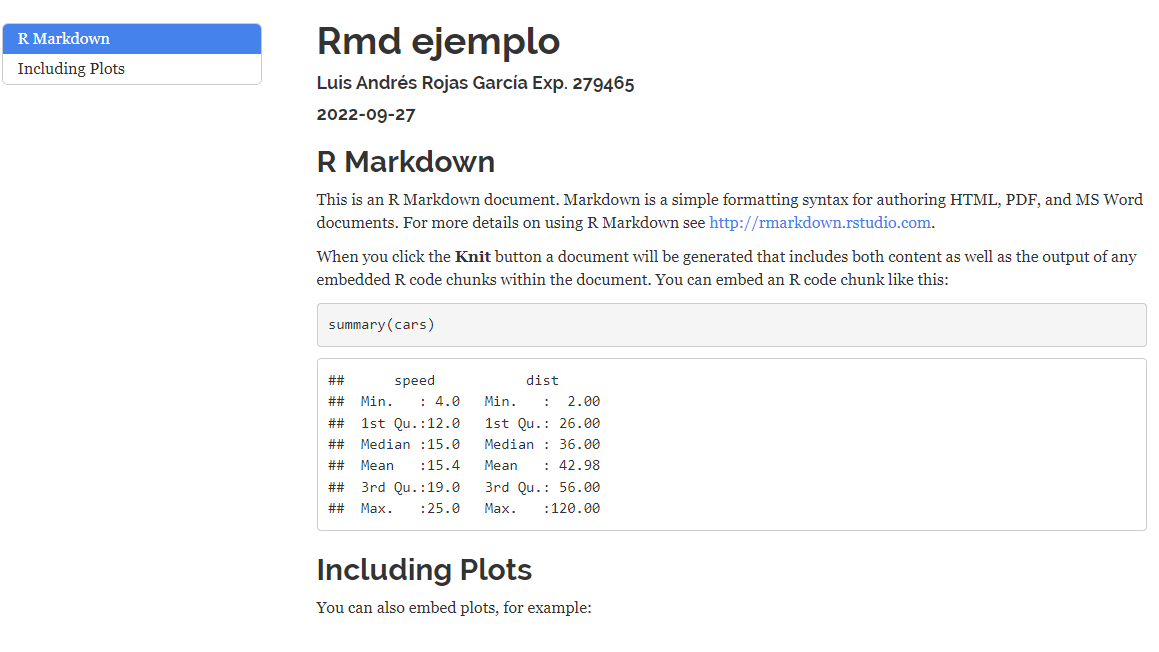 R Markdown
Including Plots
Rmd ejemplo
Luis Andrés Rojas García Exp. 279465
2022-09-27
R Markdown
This is an R Markdown document. Markdown is a simple formatting syntax for authoring HTML, PDF, and MS Word
documents. For more details on using R Markdown see http://rmarkdown.rstudio.com.
When you click the Knit button a document will be generated that includes both content as well as the output of any
embedded R code chunks within the document. You can embed an R code chunk like this:
summary(cars)
##      speed           dist
##  Min.   : 4.0   Min.   :  2.00
##  1st Qu.:12.0   1st Qu.: 26.00
##  Median :15.0   Median : 36.00
##  Mean   :15.4   Mean   : 42.98
##  3rd Qu.:19.0   3rd Qu.: 56.00
##  Max.   :25.0   Max.   :120.00
Including Plots
You can also embed plots, for example: